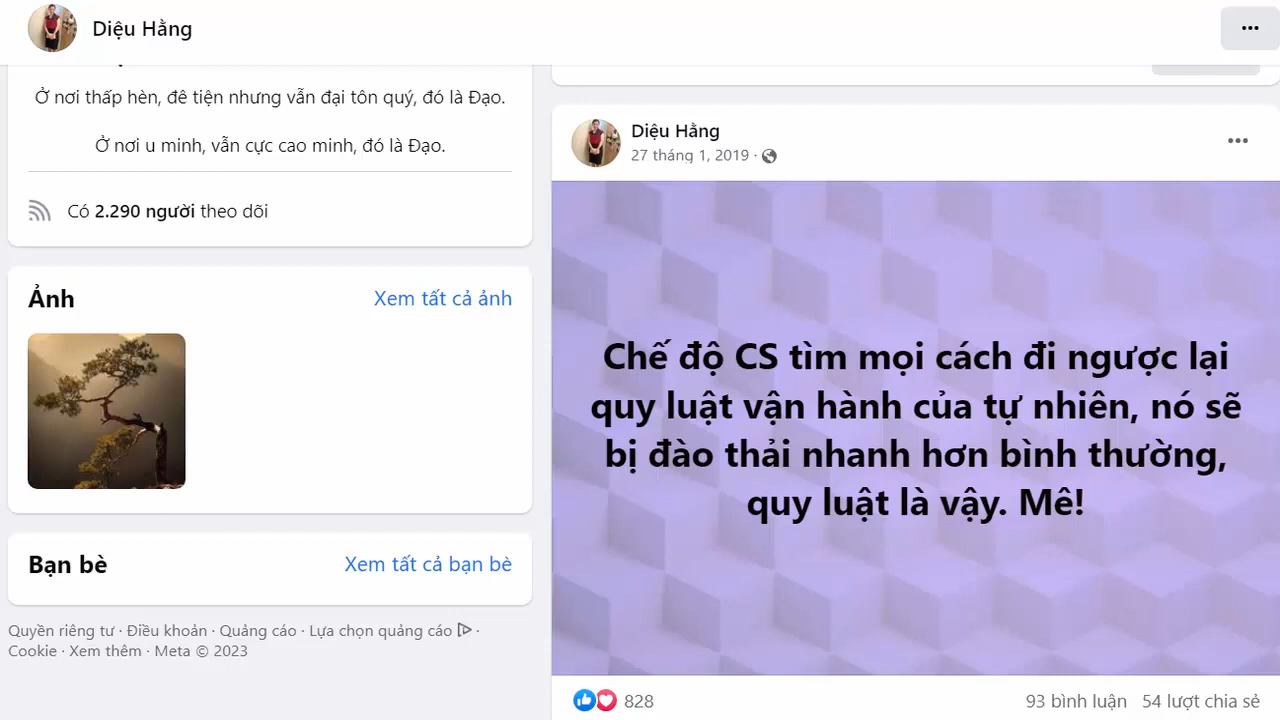 Diệu Hằng
Ở nơi thấp hèn, đê tiện nhưng vẫn đại tôn quý, đó là Đạo.
Ở nơi u minh, vẫn cực cao minh, đó là Đạo.
Có 2.290 người theo dõi
Ảnh
Xem tất cả ảnh
Bạn bè
Xem tất cả bạn bè
Quyền riêng tư · Điều khoản · Quảng cáo · Lựa chọn quảng cáo ·
Cookie · Xem thêm · Meta © 2023
Diệu Hằng
27 tháng 1, 2019 ·
Chế độ CS tìm mọi cách đi ngược lại
quy luật vận hành của tự nhiên, nó sẽ
bị đào thải nhanh hơn bình thường,
quy luật là vậy. Mê!
828
93 bình luận
54 lượt chia sẻ